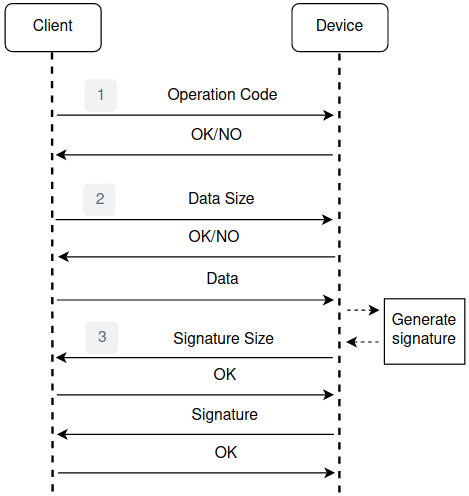 Client
Device
1
Operation Code
OK/NO
2
Data Size
OK/NO
Data
Generate
signature
3
Signature Size
OK
Signature
OK